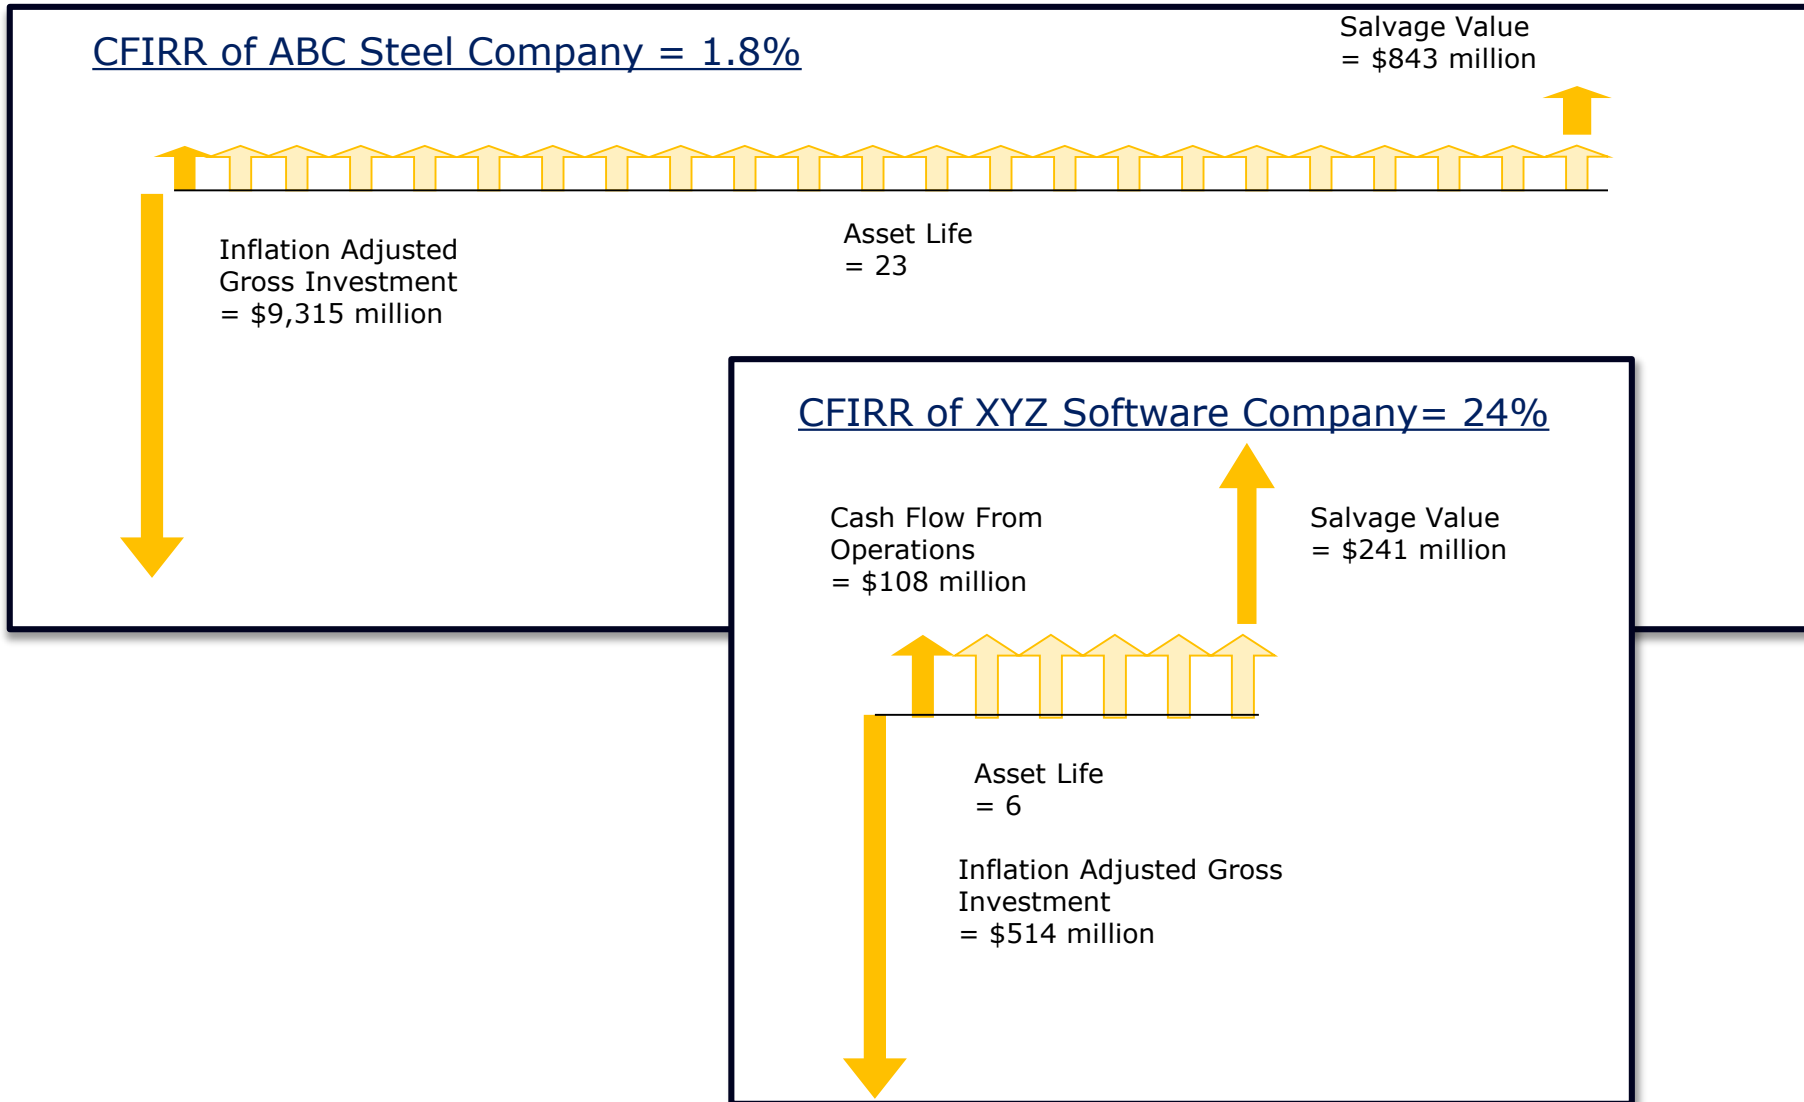 CFIRR of ABC Steel Company = 1.8%
Salvage Value
= $843 million
Inflation Adjusted
Gross Investment
= $9,315 million
Asset Life
= 23
CFIRR of XYZ Software Company= 24%
Cash Flow From
Operations
= $108 million
Salvage Value
= $241 million
Asset Life
= 6
Inflation Adjusted Gross
Investment
= $514 million